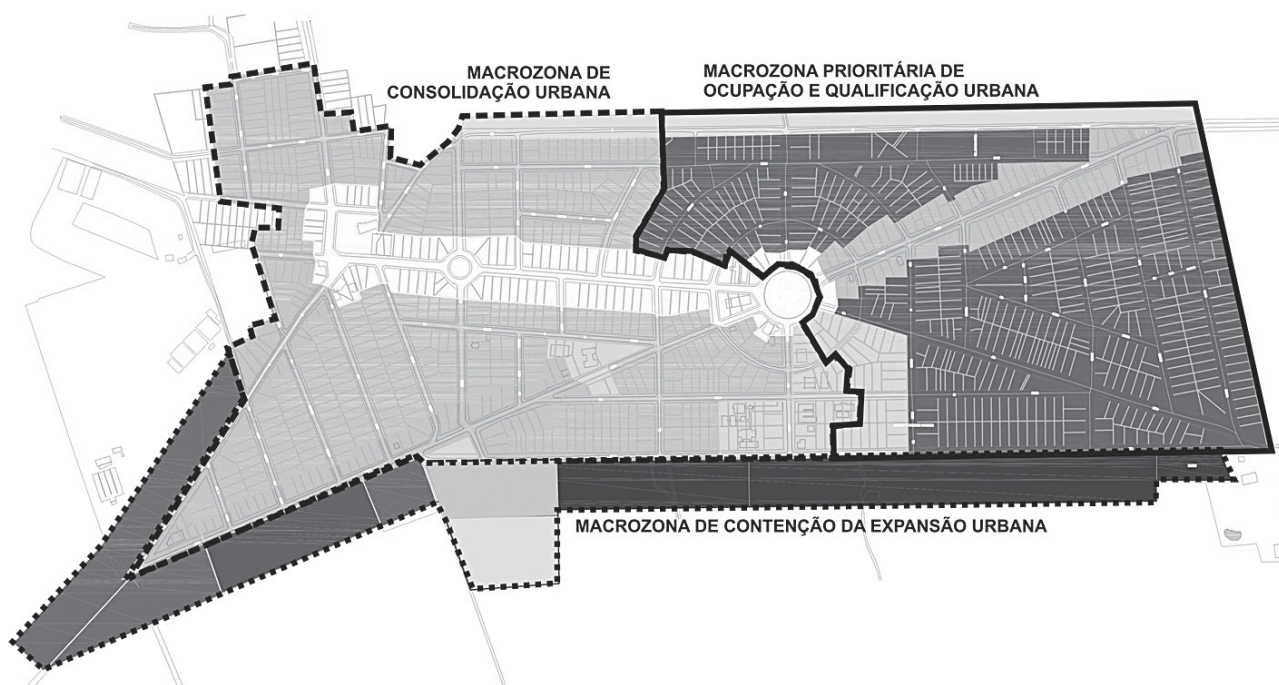 MACROZONA DE
CONSOLIDAÇÃO URBANA
MACROZONA PRIORITÁRIA DE
OCUPAÇÃO E QUALIFICAÇÃO URBANA
MACROZONA DE CONTENÇÃO DA EXPANSÃO URBANA